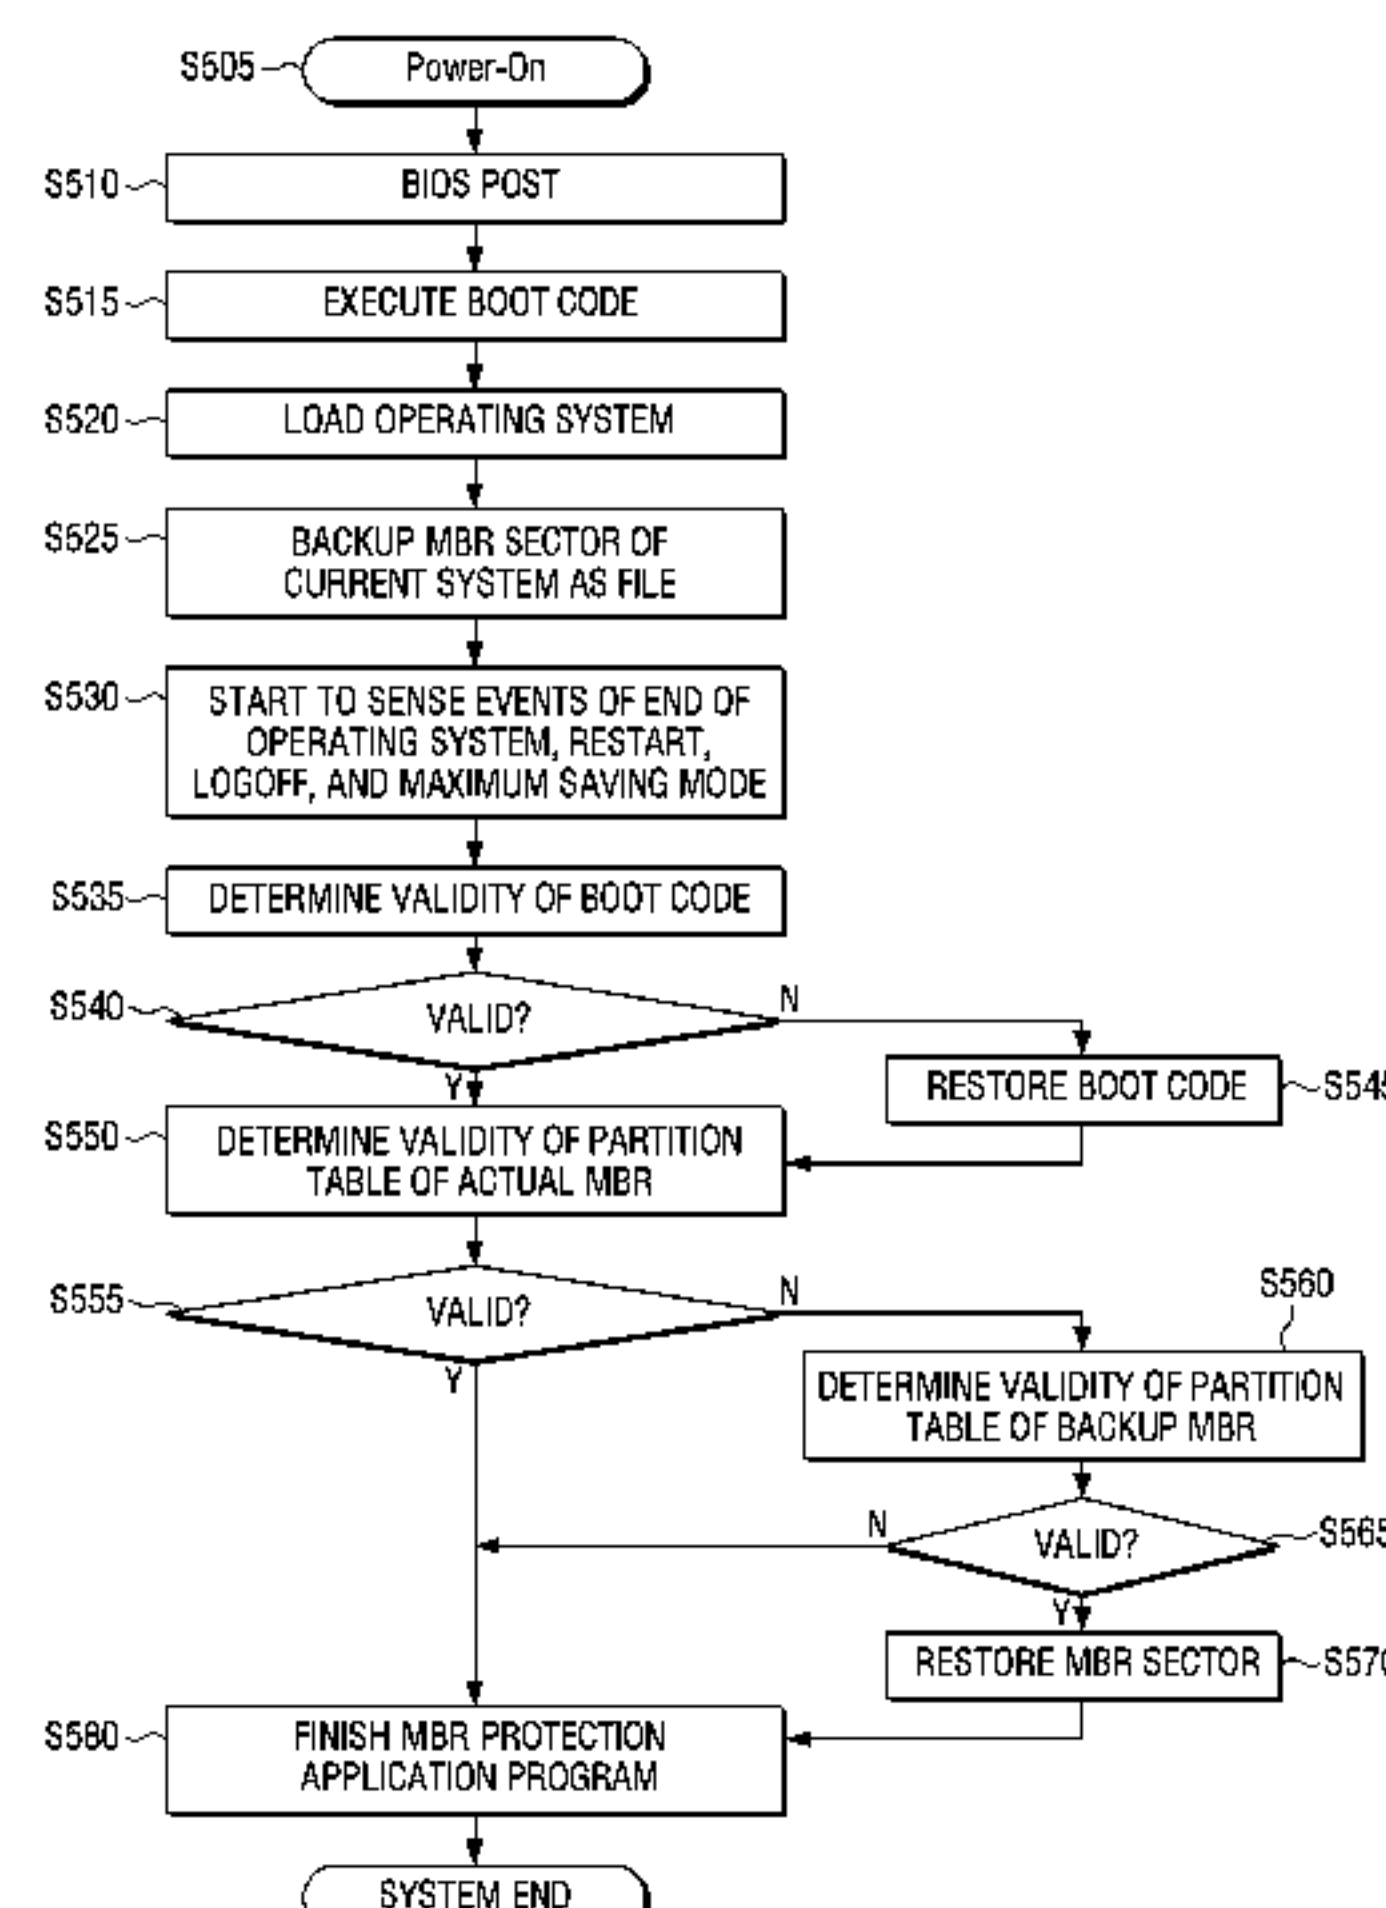 S505 Power-On
S510 BIOS POST
S515 EXECUTE BOOT CODE
S520 LOAD OPERATING SYSTEM
S525 BACKUP MBR SECTOR OF
CURRENT SYSTEM AS FILE
S530 START TO SENSE EVENTS OF END OF
OPERATING SYSTEM, RESTART,
LOGOFF, AND MAXIMUM SAVING MODE
S535 DETERMINE VALIDITY OF BOOT CODE
S540 VALID? N
Y
RESTORE BOOT CODE S545
S550 DETERMINE VALIDITY OF PARTITION
TABLE OF ACTUAL MBR
S555 VALID? N
Y
S560
DETERMINE VALIDITY OF PARTITION
TABLE OF BACKUP MBR
N VALID? S565
Y
RESTORE MBR SECTOR S570
S580 FINISH MBR PROTECTION
APPLICATION PROGRAM
SYSTEM END